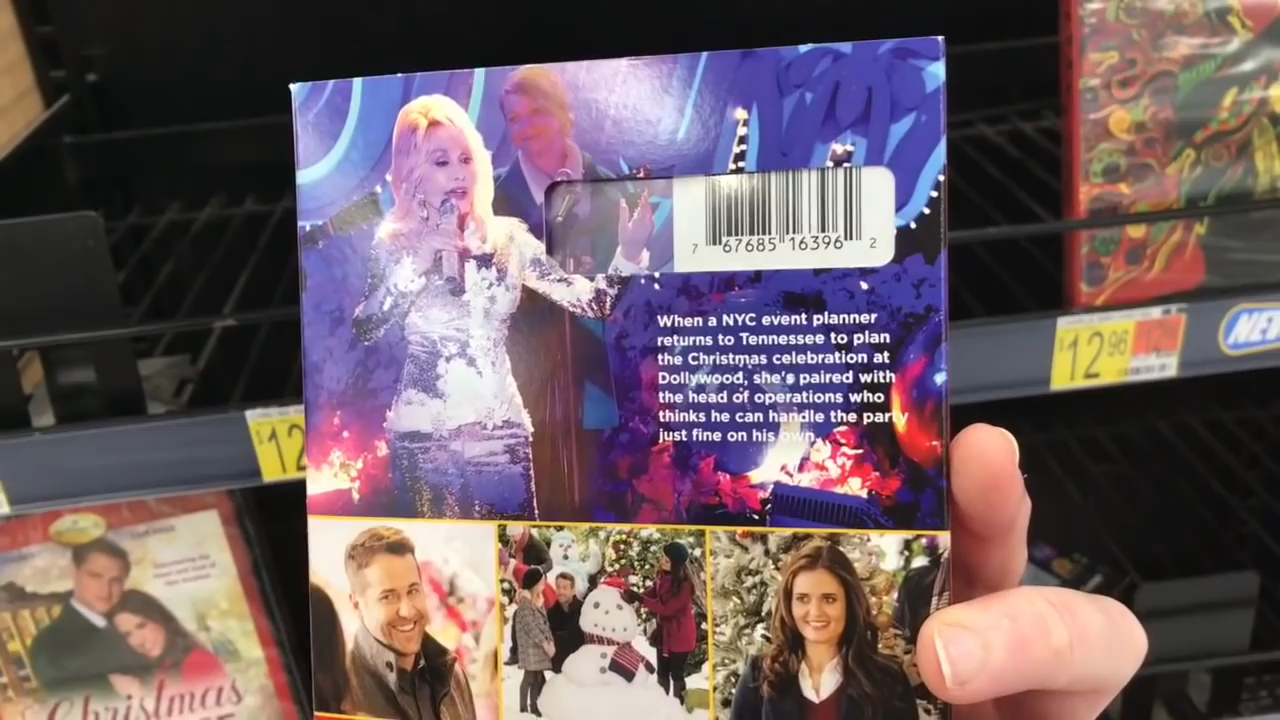 7 67685 16396 2
When a NYC event planner
returns to Tennessee to plan
the Christmas celebration at
Dollywood, she's paired with
the head of operations who
thinks he can handle the party
just fine on his own.
$12 96
$12
Christmas